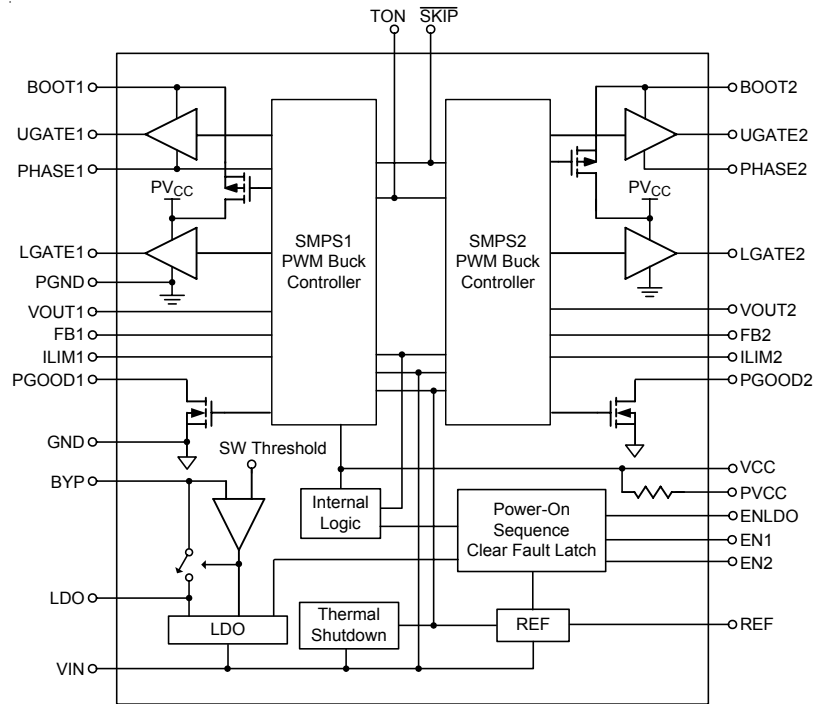 TON
SKIP
BOOT1
UGATE1
PHASE1
PVCC
LGATE1
PGND
VOUT1
FB1
ILIM1
PGOOD1
GND
BYP
LDO
VIN
SMPS1
PWM Buck
Controller
SMPS2
PWM Buck
Controller
BOOT2
UGATE2
PHASE2
PVCC
LGATE2
VOUT2
FB2
ILIM2
PGOOD2
VCC
PVCC
ENLDO
EN1
EN2
REF
SW Threshold
Internal
Logic
Power-On
Sequence
Clear Fault Latch
LDO
Thermal
Shutdown
REF